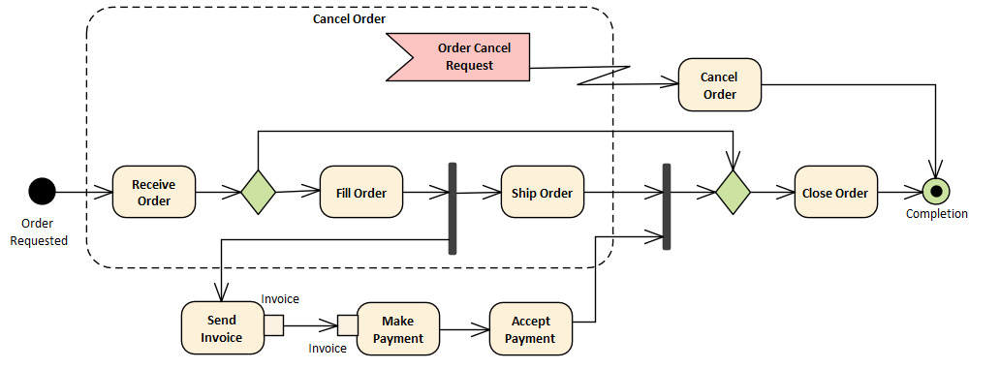 Cancel Order
Order Cancel
Request
Cancel
Order
Receive
Order
Fill Order
Ship Order
Close Order
Order
Requested
Completion
Invoice
Send
Invoice
Make
Payment
Accept
Payment
Invoice